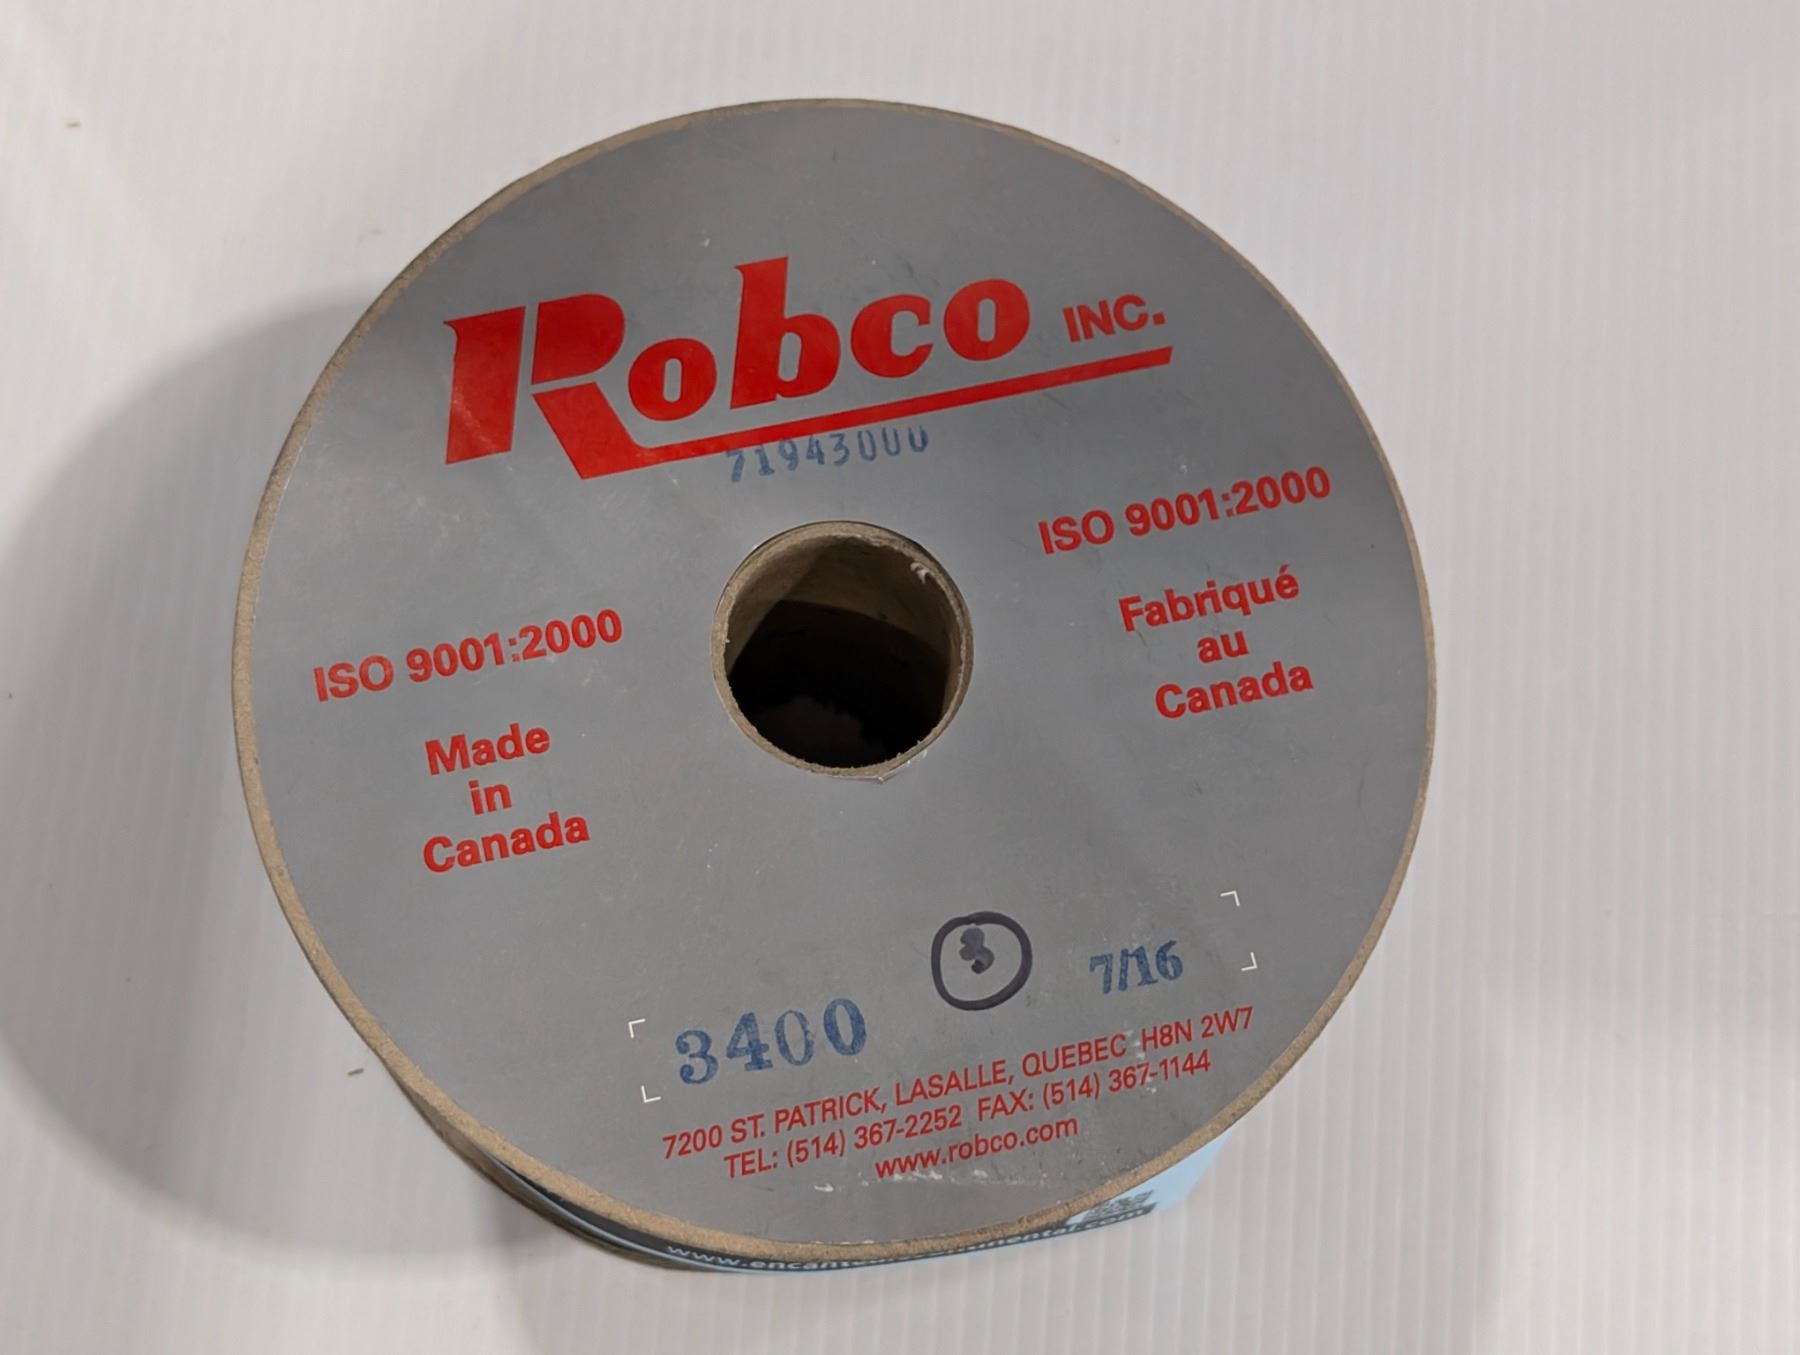 Robco INC.
71943000
ISO 9001:2000
Fabriqué
au
Canada
ISO 9001:2000
Made
in
Canada
3
7/16
3400
7200 ST. PATRICK, LASALLE, QUEBEC H8N 2W7
TEL: (514) 367-2252 FAX: (514) 367-1144
www.robco.com